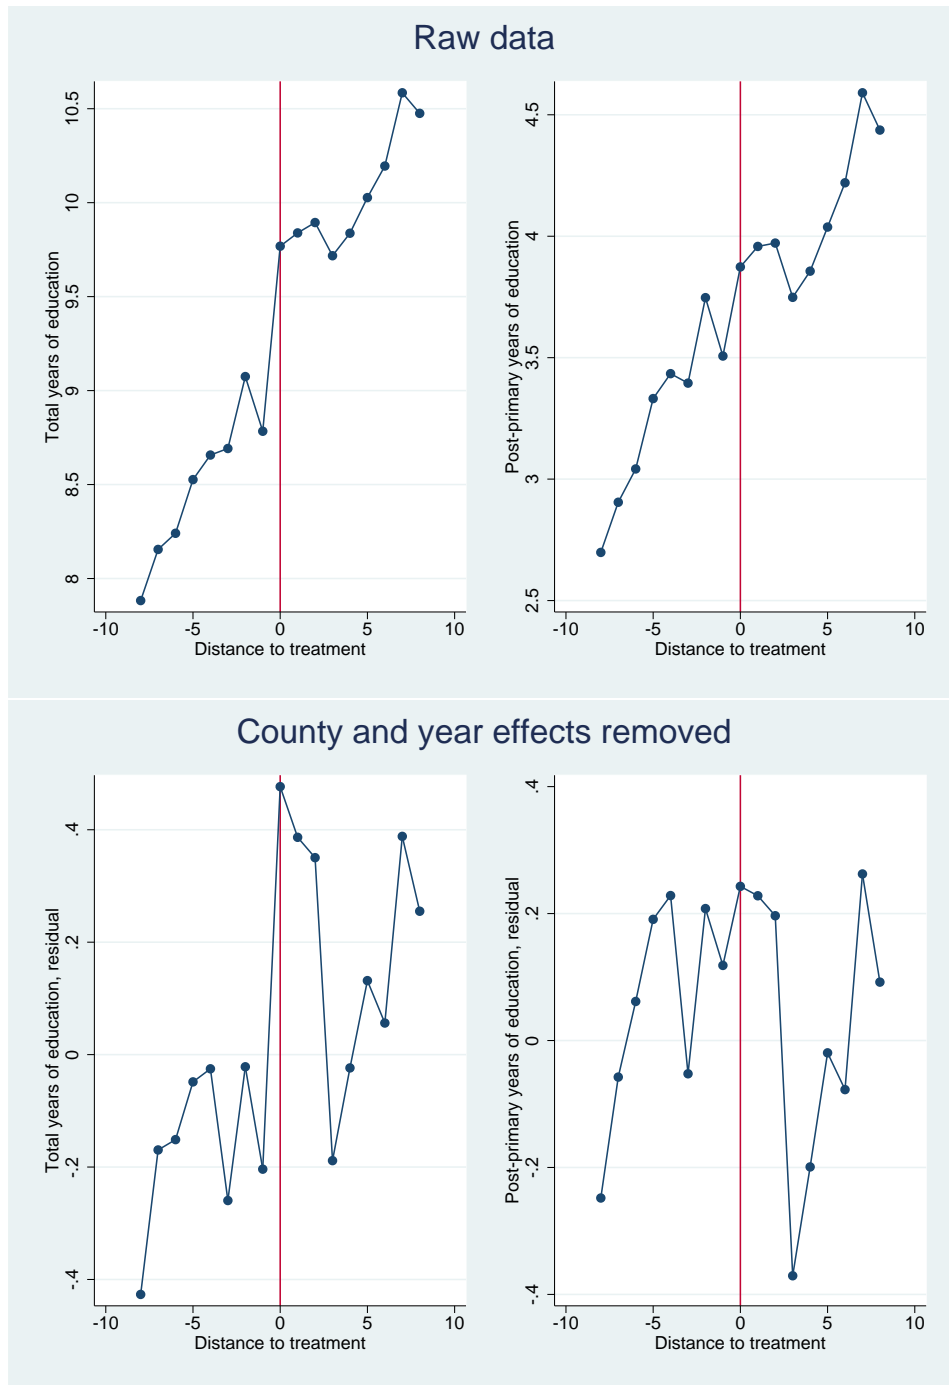 Raw data
Total years of education
10.5
10
9.5
9
8.5
8
-10 -5 0 5 10
Distance to treatment
Post-primary years of education
4.5
4
3.5
3
2.5
-10 -5 0 5 10
Distance to treatment
County and year effects removed
Total years of education, residual
.4
.2
0
-.2
-.4
-10 -5 0 5 10
Distance to treatment
Post-primary years of education, residual
.4
.2
0
-.2
-.4
-10 -5 0 5 10
Distance to treatment